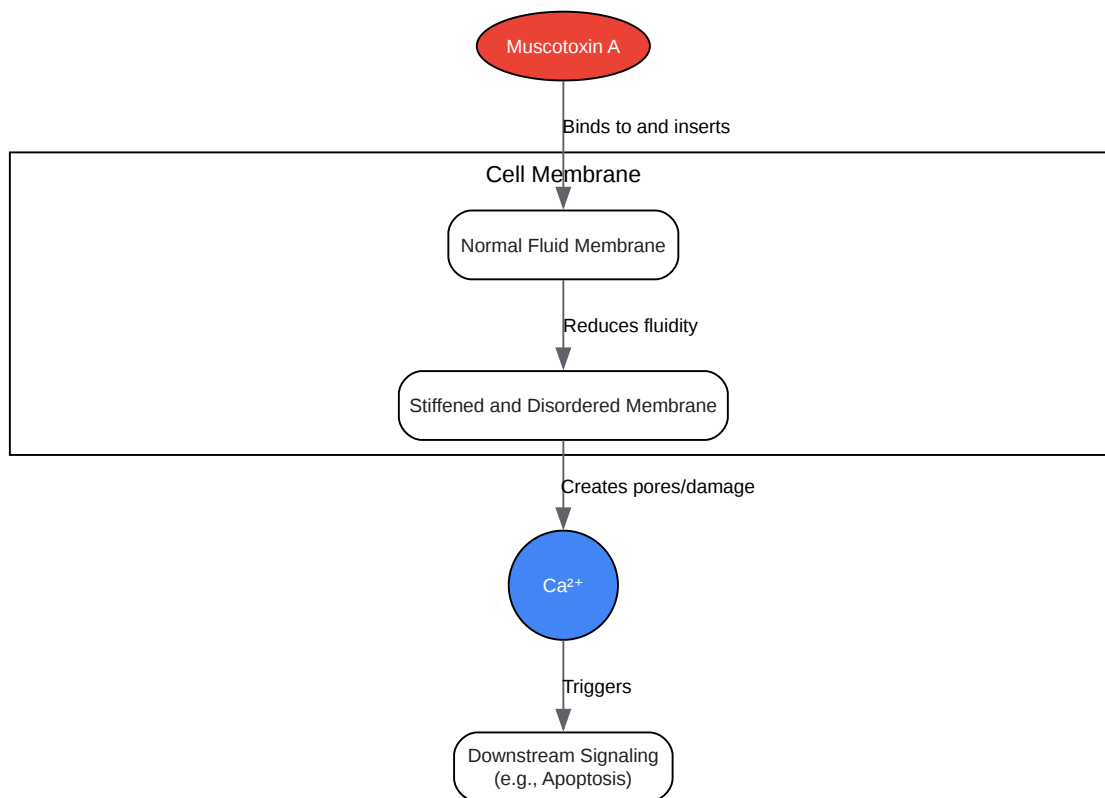 Muscotoxin A
Binds to and inserts
Cell Membrane
Normal Fluid Membrane
Reduces fluidity
Stiffened and Disordered Membrane
Creates pores/damage
Ca²⁺
Triggers
Downstream Signaling
(e.g., Apoptosis)